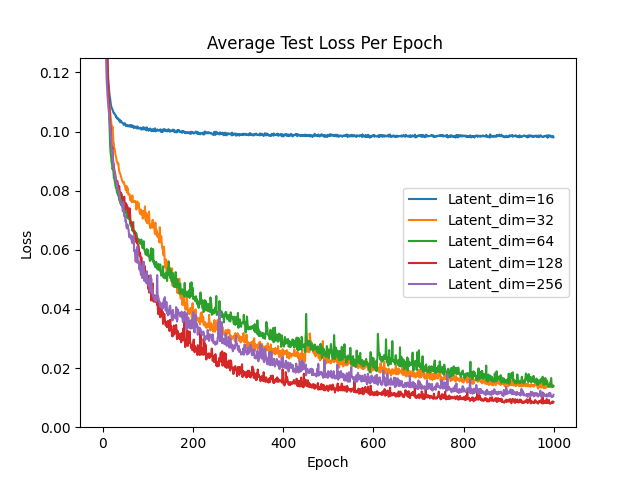 Average Test Loss Per Epoch
0.12
0.10
0.08
0.06
0.04
0.02
0.00
Loss
Latent_dim=16
Latent_dim=32
Latent_dim=64
Latent_dim=128
Latent_dim=256
0 200 400 600 800 1000
Epoch